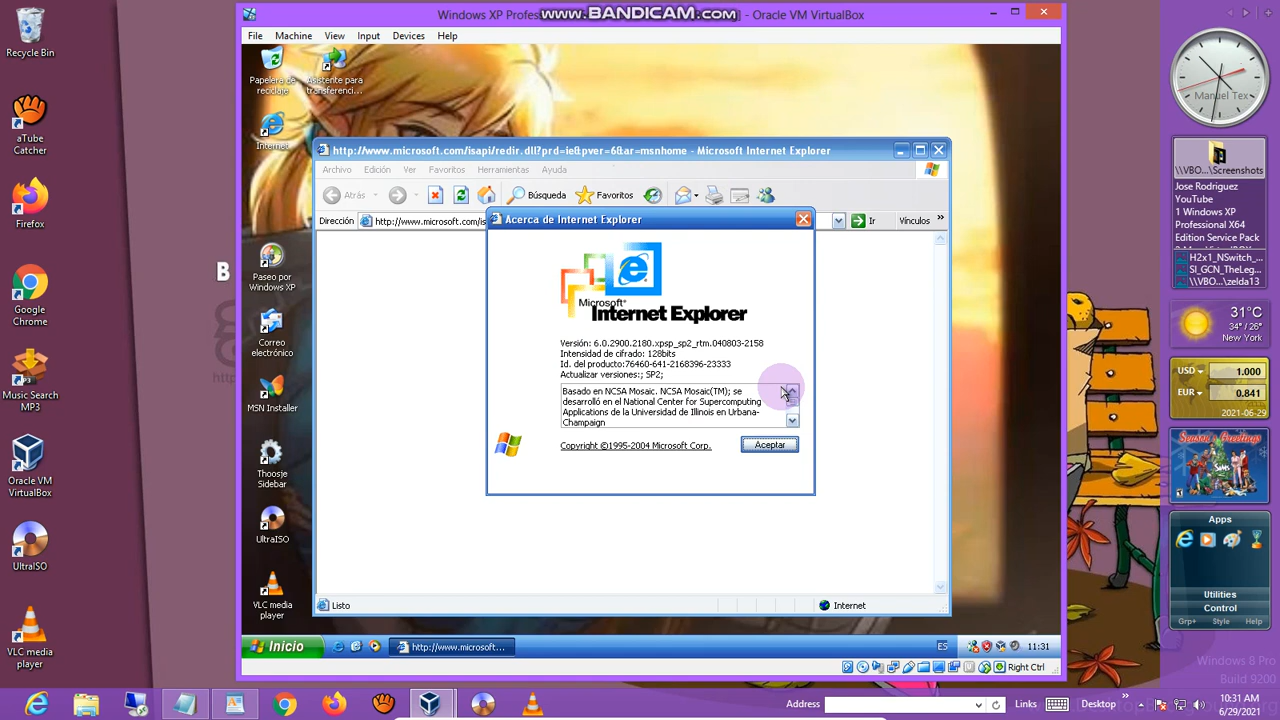 Windows XP Profes
www.BANDICAM.com
- Oracle VM VirtualBox
File Machine View Input Devices Help
Recycle Bin
aTube
Catcher
Firefox
Google
Chrome
Music Search
MP3
Oracle VM
VirtualBox
UltraISO
VLC media
player
B
Papelera de
reciclaje
Asistente para
transferenci...
Internet
Paseo por
Windows XP
Correo
electrónico
MSN Installer
Thoosje
Sidebar
UltraISO
VLC media
player
http://www.microsoft.com/isapi/redir.dll?prd=ie&pver=6&ar=msnhome - Microsoft Internet Explorer
Archivo Edición Ver Favoritos Herramientas Ayuda
Atrás Búsqueda Favoritos
Dirección http://www.microsoft.com/is Ir Vínculos »
Acerca de Internet Explorer
Microsoft®
Internet Explorer
Versión: 6.0.2900.2180.xpsp_sp2_rtm.040803-2158
Intensidad de cifrado: 128bits
Id. del producto:76460-641-2168396-23333
Actualizar versiones:; SP2;
Basado en NCSA Mosaic. NCSA Mosaic(TM); se
desarrolló en el National Center for Supercomputing
Applications de la Universidad de Illinois en Urbana-
Champaign
Copyright ©1995-2004 Microsoft Corp.
Aceptar
Listo Internet
Inicio
http://www.microsoft...
ES
11:31
Right Ctrl
Manuel Tex
\\VBO...\Screenshots
Jose Rodriguez
YouTube
1 Windows XP
Professional X64
Edition Service Pack
H2x1_NSwitch_...
SI_GCN_TheLeg...
\\VBO...\zelda13
31°C
34° / 26°
New York
USD 1.000
EUR 0.841
2021-06-29
Season's Greetings
The Sims
Apps
Utilities
Control
Grp+ Style Help
Windows 8 Pro
Build 9200
Address
Links
Desktop »
10:31 AM
6/29/2021